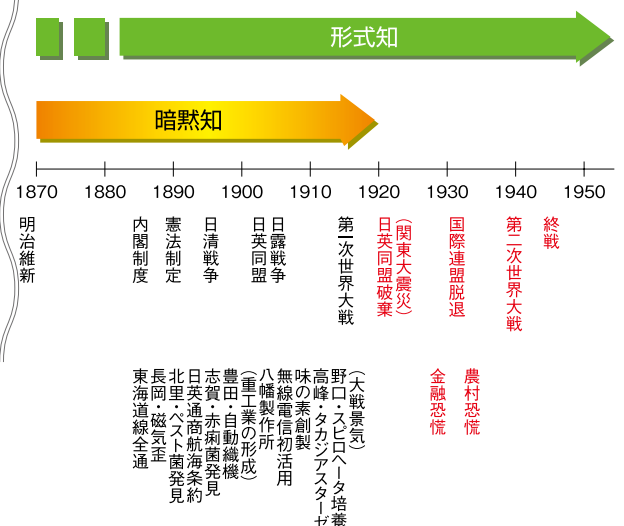 形式知
暗黙知
1870
1880
1890
1900
1910
1920
1930
1940
1950
明治維新
内閣制度
憲法制定
日清戦争
日英同盟
日露戦争
第一次世界大戦
日英同盟破棄
(関東大震災)
国際連盟脱退
第二次世界大戦
終戦
東海道線全通
長岡・磁気歪
北里・ペスト菌発見
日英通商航海条約
志賀・赤痢菌発見
豊田・自動織機
(重工業の形成)
八幡製作所
無線電信初活用
味の素創製
高峰・タカジアスターゼ
野口・スピロヘータ培養
(大戦景気)
金融恐慌
農村恐慌